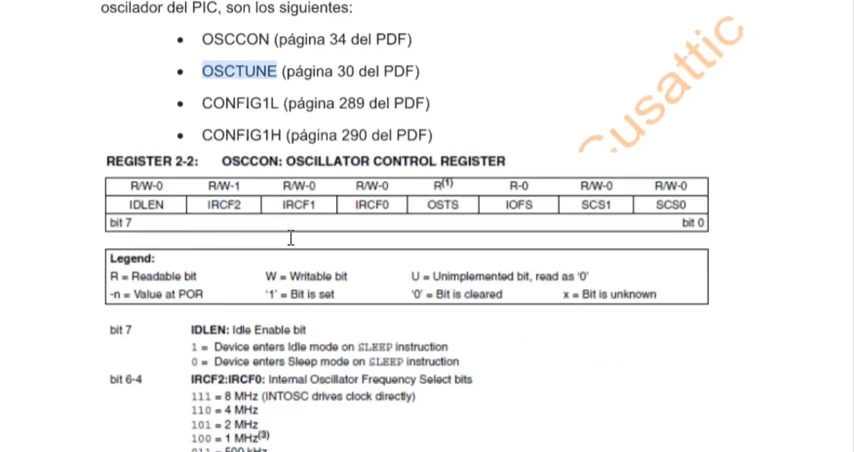 oscilador del PIC, son los siguientes:
• OSCCON (página 34 del PDF)
• OSCTUNE (página 30 del PDF)
• CONFIG1L (página 289 del PDF)
• CONFIG1H (página 290 del PDF)
Cusattic
REGISTER 2-2: OSCCON: OSCILLATOR CONTROL REGISTER
R/W-0 R/W-1 R/W-0 R/W-0 R(1) R-0 R/W-0 R/W-0
IDLEN IRCF2 IRCF1 IRCF0 OSTS IOFS SCS1 SCS0
bit 7 bit 0
Legend:
R = Readable bit W = Writable bit U = Unimplemented bit, read as ‘0’
-n = Value at POR ‘1’ = Bit is set ‘0’ = Bit is cleared x = Bit is unknown
bit 7 IDLEN: Idle Enable bit
1 = Device enters Idle mode on SLEEP instruction
0 = Device enters Sleep mode on SLEEP instruction
bit 6-4 IRCF2:IRCF0: Internal Oscillator Frequency Select bits
111 = 8 MHz (INTOSC drives clock directly)
110 = 4 MHz
101 = 2 MHz
100 = 1 MHz(3)
011 = 500 kHz